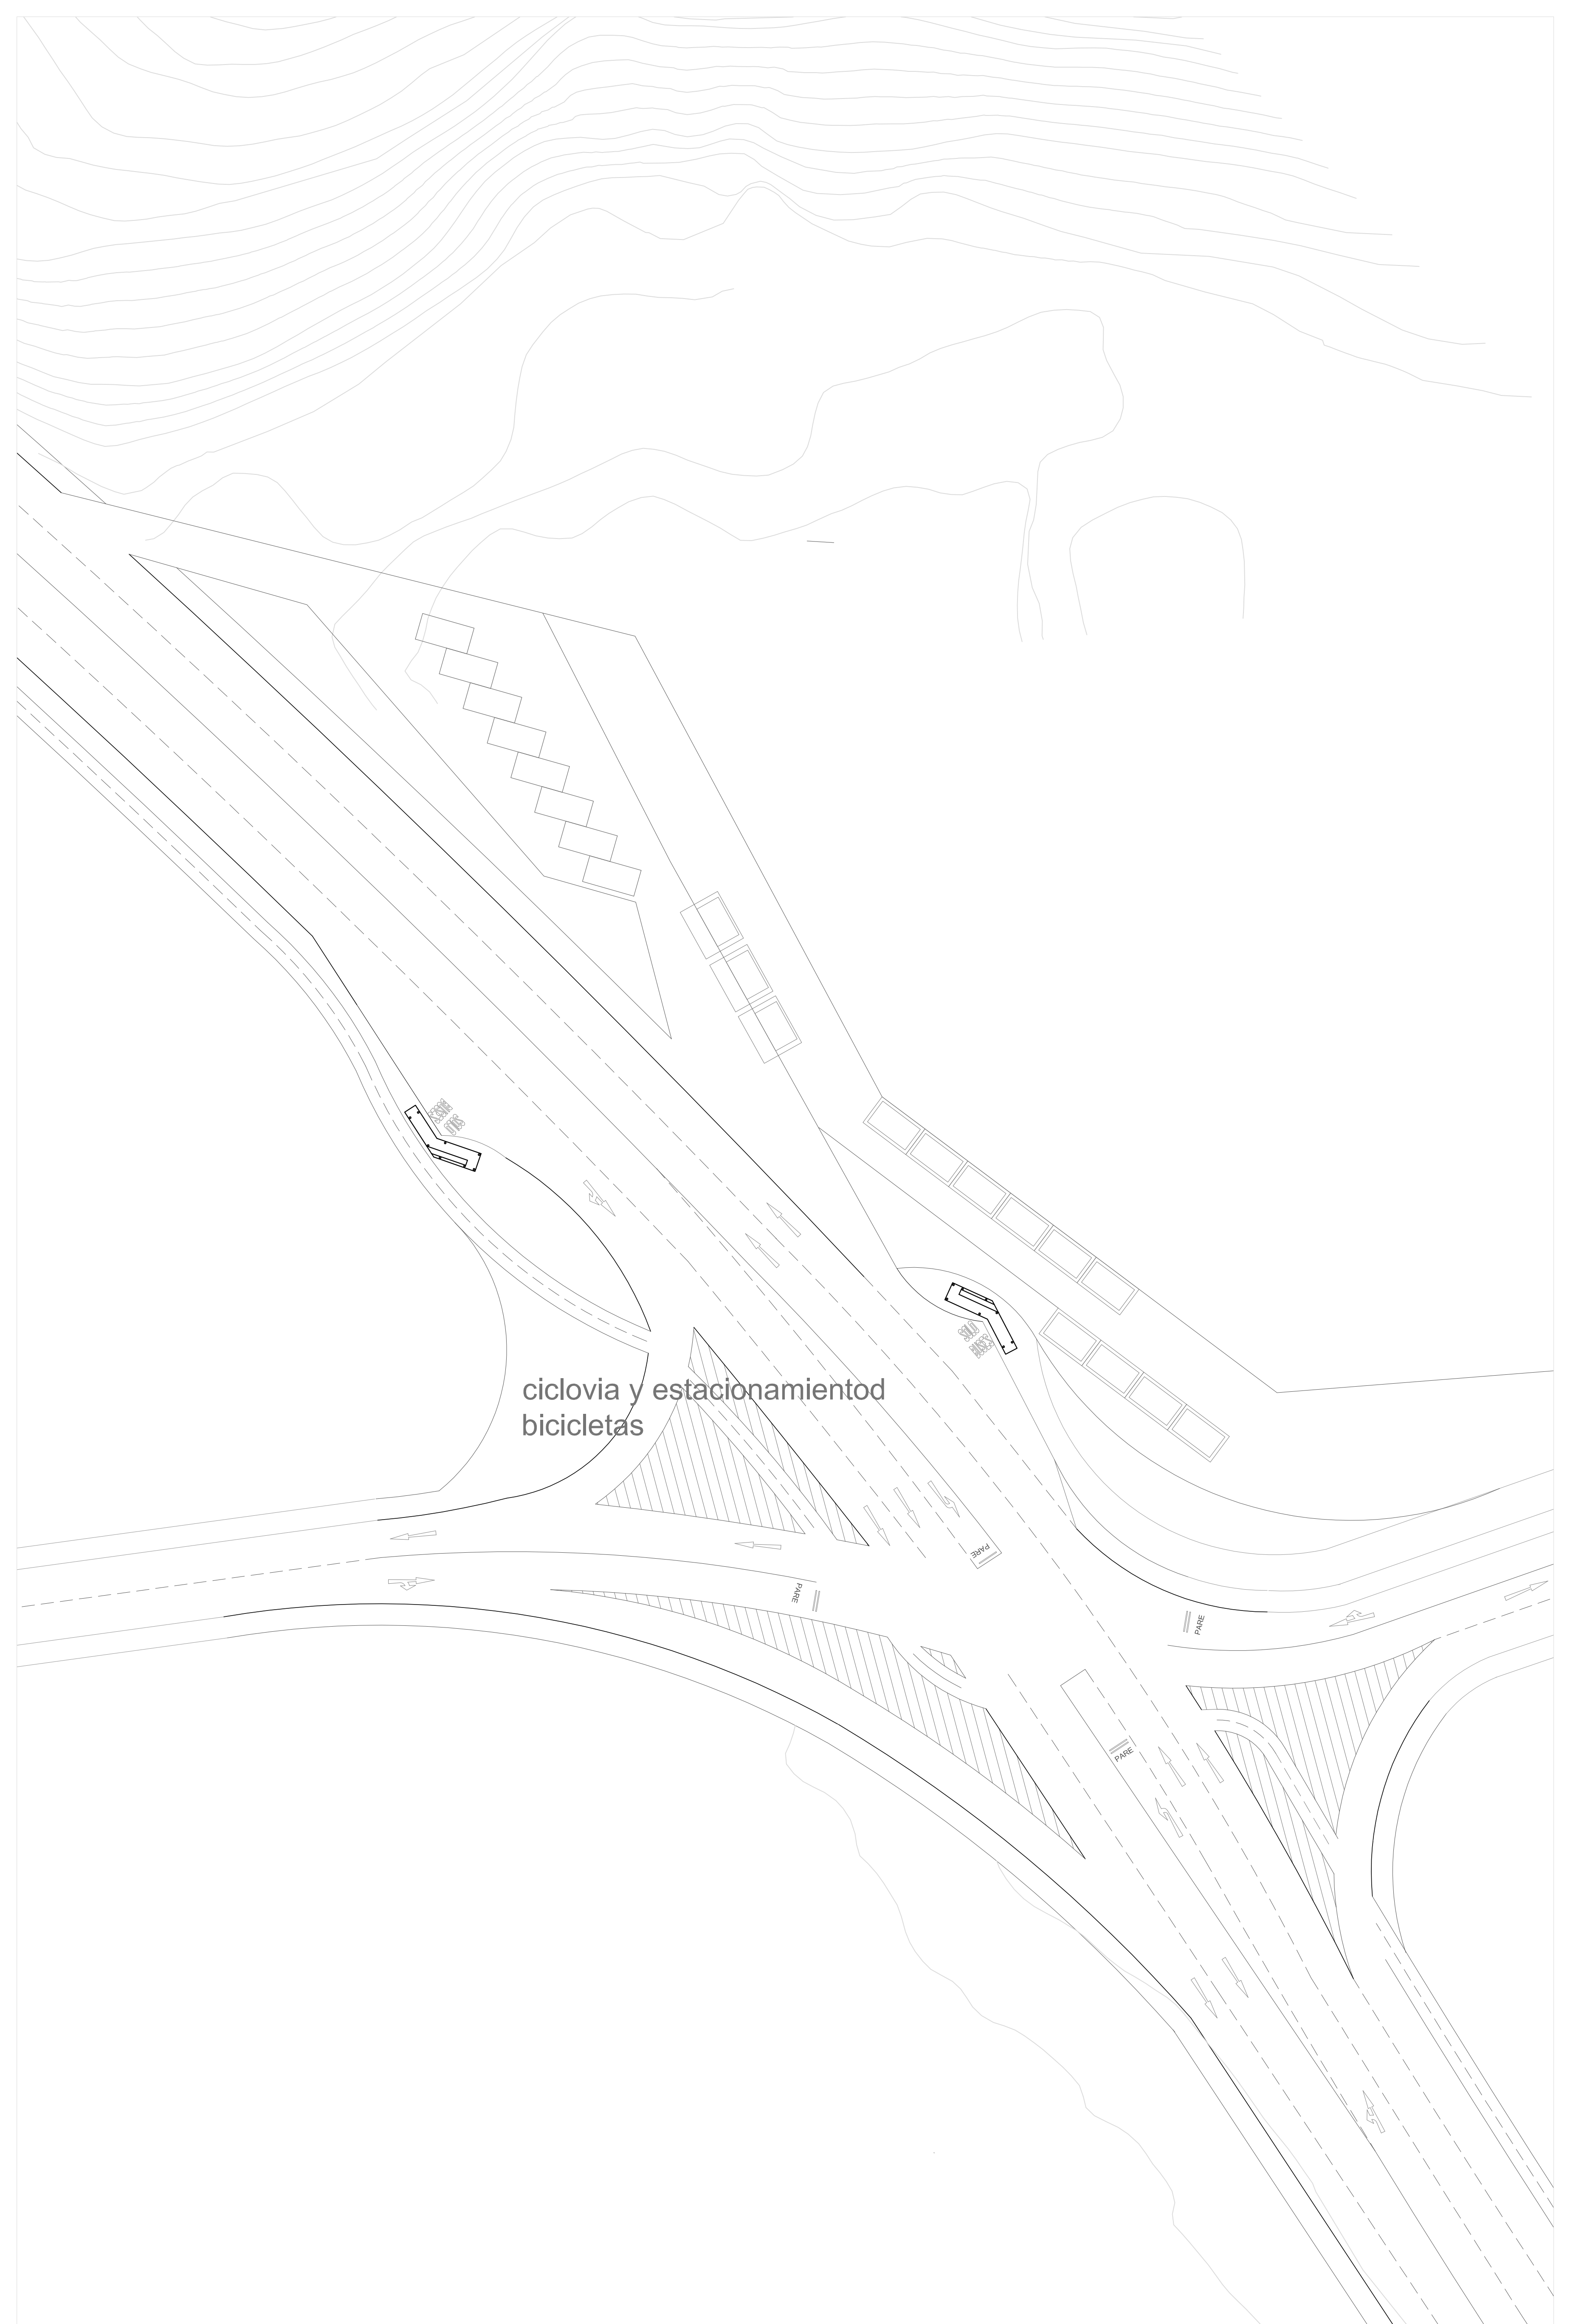 ciclovia y estacionamientod
bicicletas
PARE
PARE
PARE
PARE